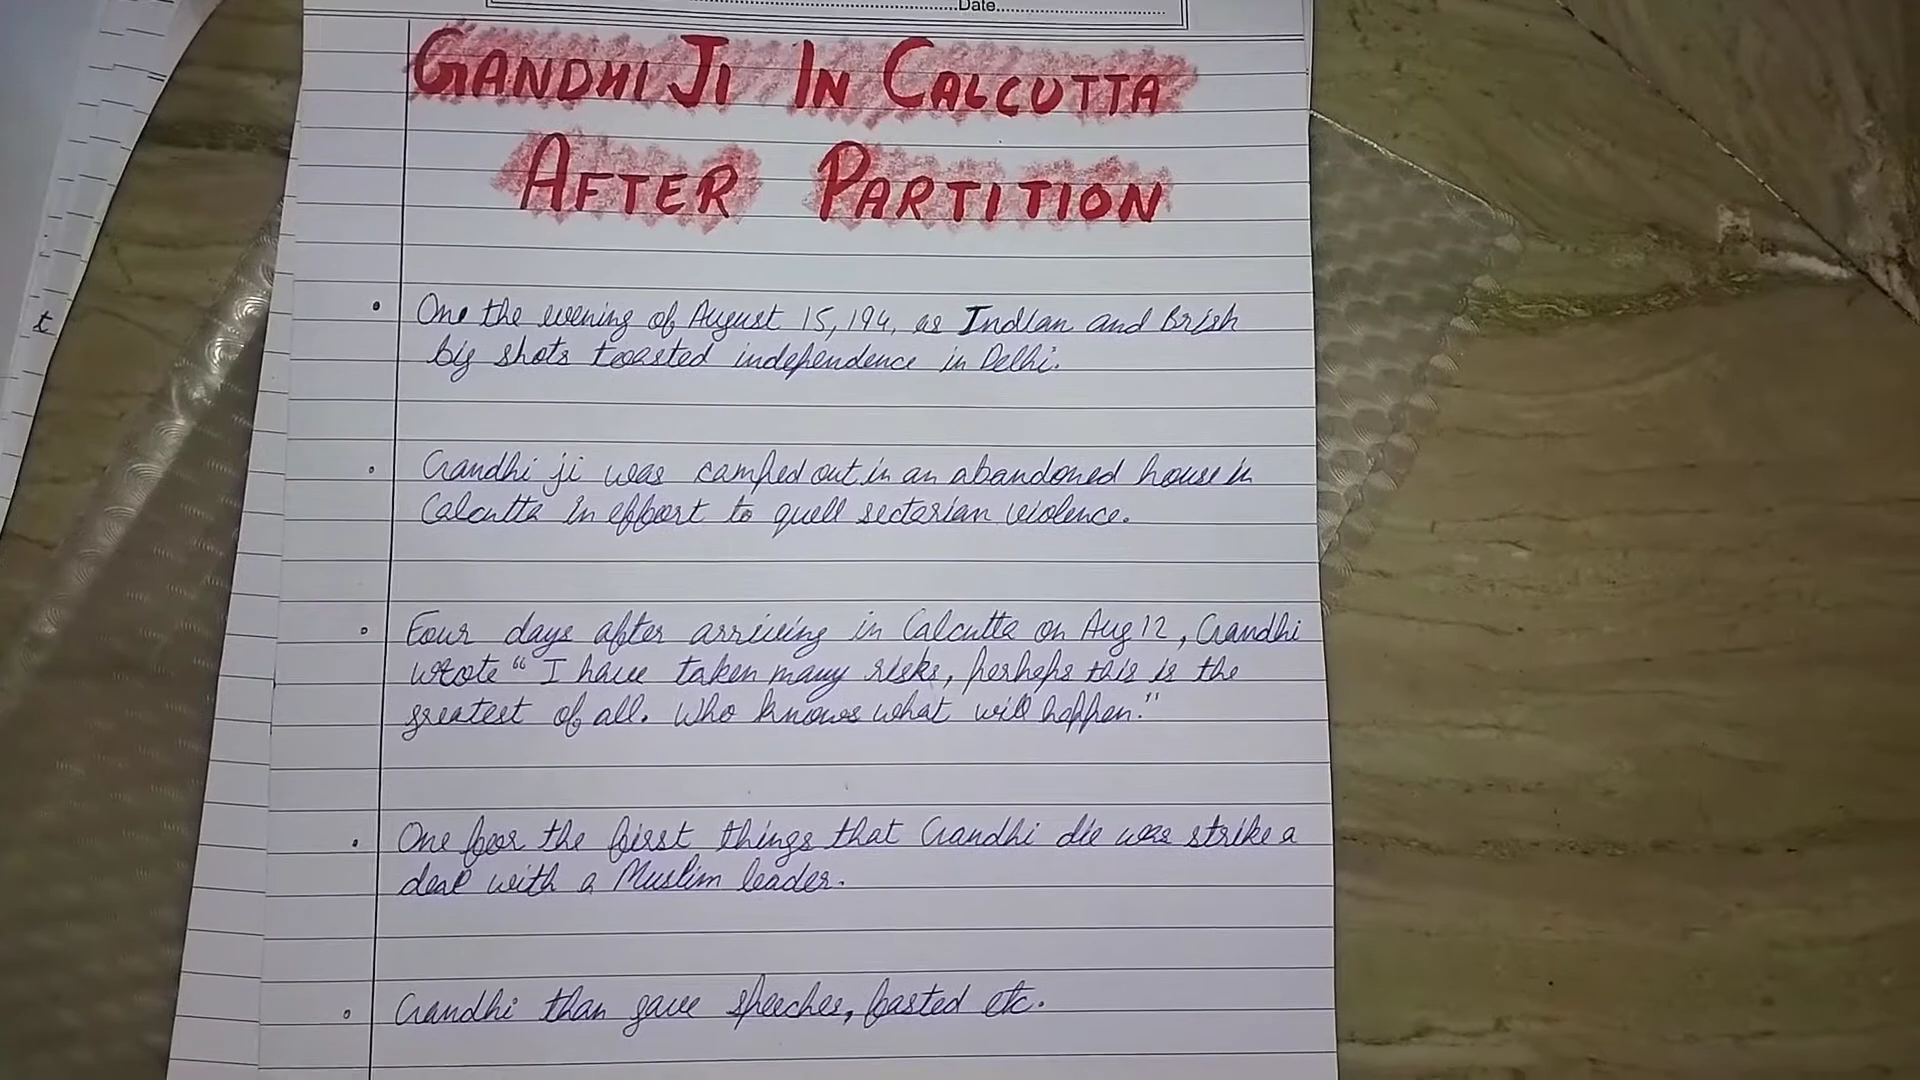 Date
GANDHI JI IN CALCUTTA
AFTER PARTITION
One the evening of August 15, 194, as Indian and Brish
big shots toasted independence in Delhi.
Gandhi ji was camped out in an abandoned house in
Calcutta in effort to quell sectarian violence.
Four days after arriving in Calcutta on Aug 12, Gandhi
wrote "I have taken many risks, perheps this is the
greatest of all. Who knows what will happen."
One foor the first things that Gandhi die was strike a
deal with a Muslim leader.
Gandhi than gave speeches, fasted etc.
t